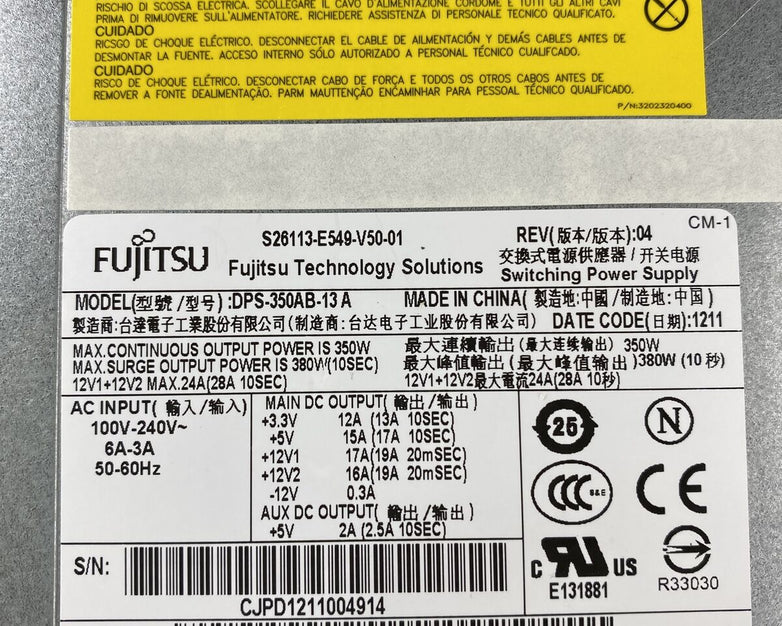 RISCHIO DI SCOSSA ELECTRICA. SCOLLEGARE IL CAVO D'ALIMENTAZIONE CORDOME E TUTTI GLI ALTRI CAVI
PRIMA DI RIMUOVERE SULL'ALIMENTATORE. RICHIEDERE ASSISTENZA DI PERSONALE TECNICO QUALIFICATO.
CUIDADO
RICSGO DE CHOQUE ELÉCTRICO. DESCONNECTAR EL CABLE DE AILMENTACIÓN Y DEMÁS CABLES ANTES DE
DESMONTAR LA FUENTE. ACCESO INTERNO SÓLO AUTORIZADO A PERSONAL TÉCNICO CUALIFCADO.
CUIDADO
RISCO DE CHOQUE ELÉTRICO. DESCONECTAR CABO DE FORÇA E TODOS OS OTROS CABOS ANTES DE
REMOVER A FONTE DEALIMENTAÇÃO. PARM MAUTTENÇÃO ENCAMINHAR PARA PESSOAL TÉCNICO QUALIFICADO.
P/N:3202320400
CM-1
FUJITSU
S26113-E549-V50-01
Fujitsu Technology Solutions
REV(版本/版本):04
交換式電源供應器/开关电源
Switching Power Supply
MODEL(型號/型号):DPS-350AB-13 A
MADE IN CHINA( 製造地:中國/制造地:中国)
製造商:台達電子工業股份有限公司(制造商:台达电子工业股份有限公司)
DATE CODE(日期):1211
MAX.CONTINUOUS OUTPUT POWER IS 350W
MAX.SURGE OUTPUT POWER IS 380W(10SEC)
12V1+12V2 MAX.24A(28A 10SEC)
最大連續輸出(最大连续输出) 350W
最大峰值輸出(最大峰值输出)380W(10秒)
12V1+12V2最大電流24A(28A 10秒)
AC INPUT( 輸入/输入)
100V-240V~
6A-3A
50-60Hz
MAIN DC OUTPUT( 輸出/输出)
+3.3V 12A (13A 10SEC)
+5V 15A (17A 10SEC)
+12V1 17A(19A 20mSEC)
+12V2 16A(19A 20mSEC)
-12V 0.3A
AUX DC OUTPUT( 輸出/输出)
+5V 2A (2.5A 10SEC)
25
N
CCC S&E
CE
C RU US
E131881
R33030
S/N:
CJPD1211004914